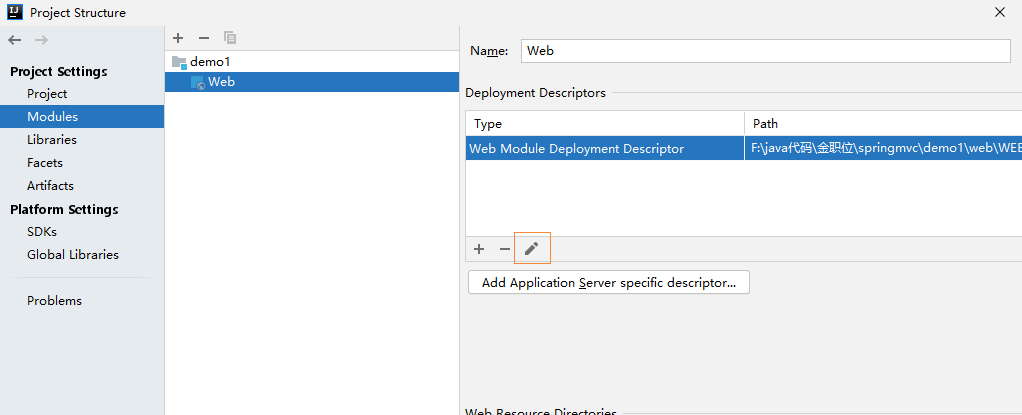 Project Structure
Project Settings
Project
Modules
Libraries
Facets
Artifacts
Platform Settings
SDKs
Global Libraries
Problems
demo1
Web
Name: Web
Deployment Descriptors
Type Path
Web Module Deployment Descriptor F:\java代码\金职位\springmvc\demo1\web\WEB
Add Application Server specific descriptor...
Web Resource Directories